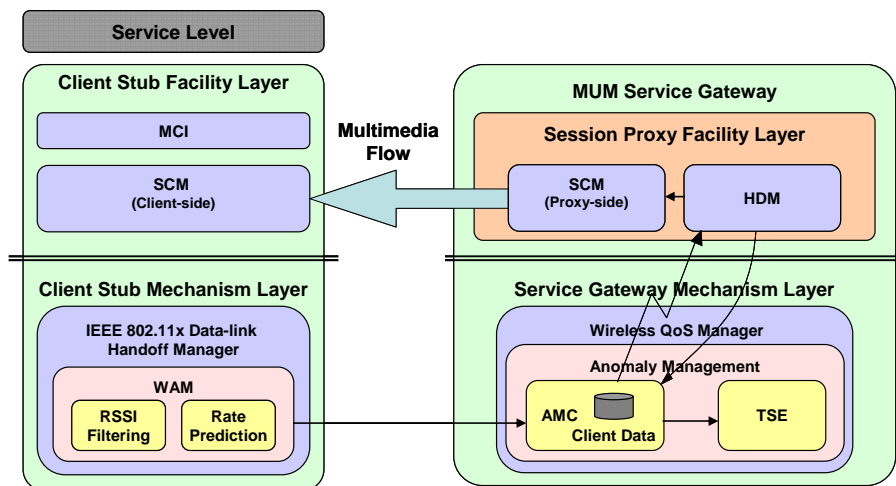 Service Level
Client Stub Facility Layer
MCI
SCM
(Client-side)
Multimedia
Flow
MUM Service Gateway
Session Proxy Facility Layer
SCM
(Proxy-side)
HDM
Client Stub Mechanism Layer
IEEE 802.11x Data-link
Handoff Manager
WAM
RSSI
Filtering
Rate
Prediction
Service Gateway Mechanism Layer
Wireless QoS Manager
Anomaly Management
AMC
Client Data
TSE